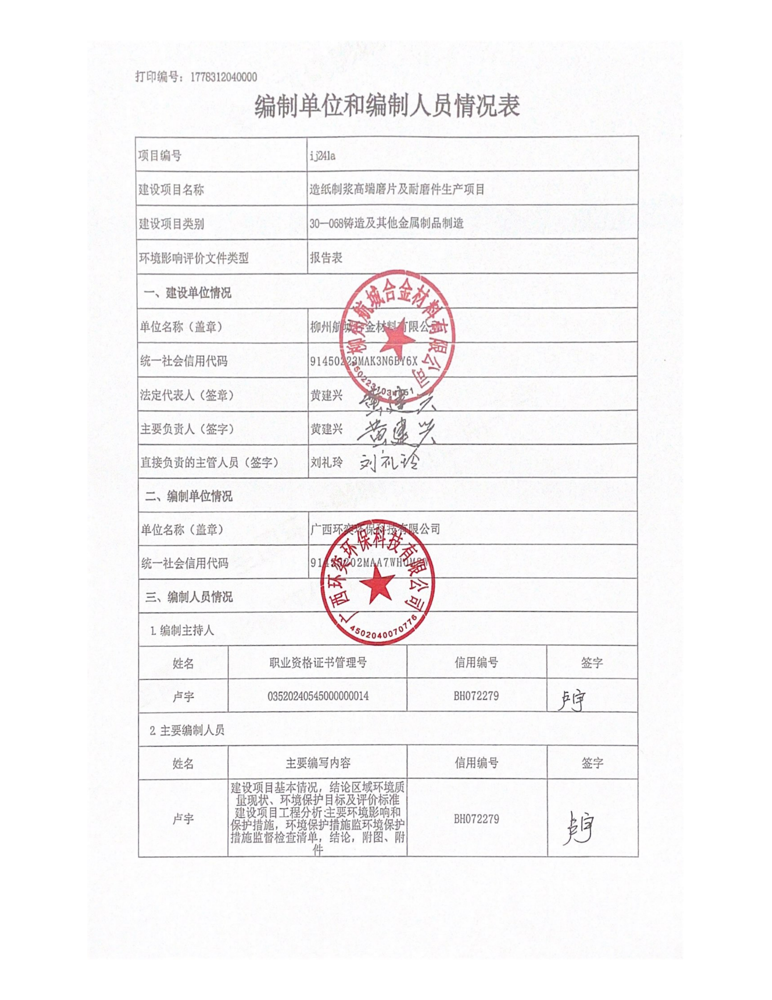 打印编号：1778312040000
编制单位和编制人员情况表
项目编号 ij241a
建设项目名称 造纸制浆高端磨片及耐磨件生产项目
建设项目类别 30—068铸造及其他金属制品制造
环境影响评价文件类型 报告表
一、建设单位情况
单位名称（盖章） 柳州航城合金材料有限公司
统一社会信用代码 91450223MAK3N6BY6X
法定代表人（签章） 黄建兴 黄建兴
主要负责人（签字） 黄建兴 黄建兴
直接负责的主管人员（签字） 刘礼玲 刘礼玲
柳州航城合金材料有限公司
二、编制单位情况
单位名称（盖章） 广西环奕环保科技有限公司
统一社会信用代码
广西环奕环保科技有限公司
4502040070776
三、编制人员情况
1 编制主持人
姓名 职业资格证书管理号 信用编号 签字
卢宇 03520240545000000014 BH072279 卢宇
2 主要编制人员
姓名 主要编写内容 信用编号 签字
建设项目基本情况，结论区域环境质
量现状、环境保护目标及评价标准
建设项目工程分析;主要环境影响和
卢宇 保护措施，环境保护措施监环境保护 BH072279 卢宇
措施监督检查清单，结论，附图、附
件